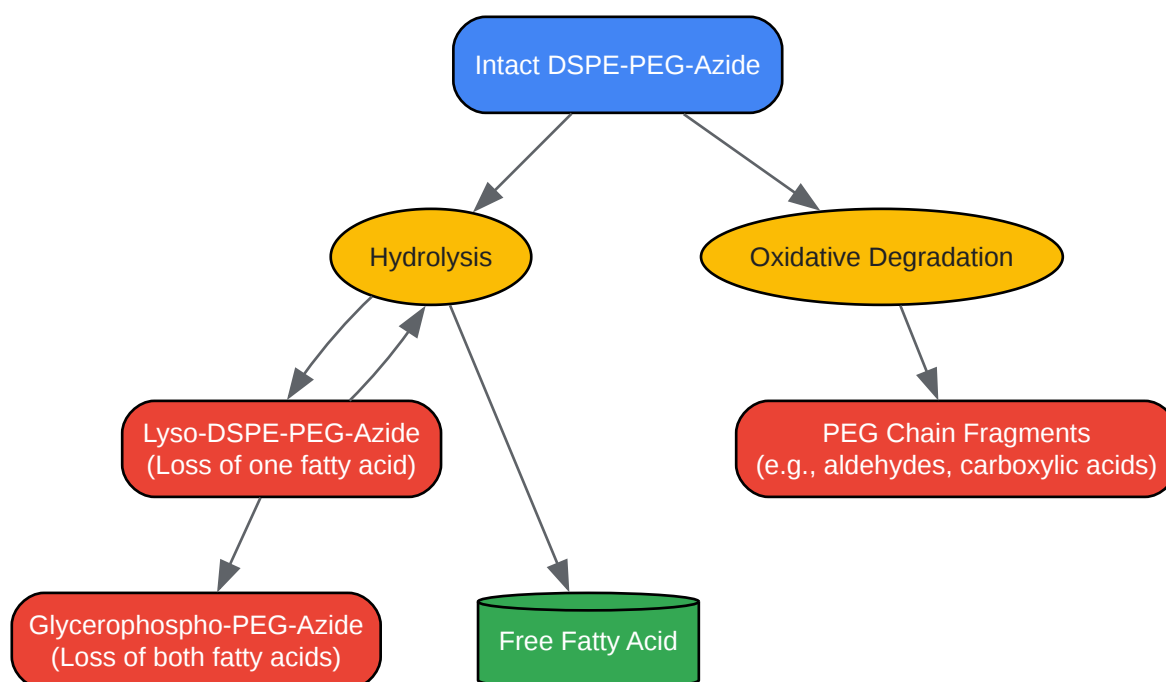 Intact DSPE-PEG-Azide
Hydrolysis
Oxidative Degradation
Lyso-DSPE-PEG-Azide
(Loss of one fatty acid)
PEG Chain Fragments
(e.g., aldehydes, carboxylic acids)
Glycerophospho-PEG-Azide
(Loss of both fatty acids)
Free Fatty Acid